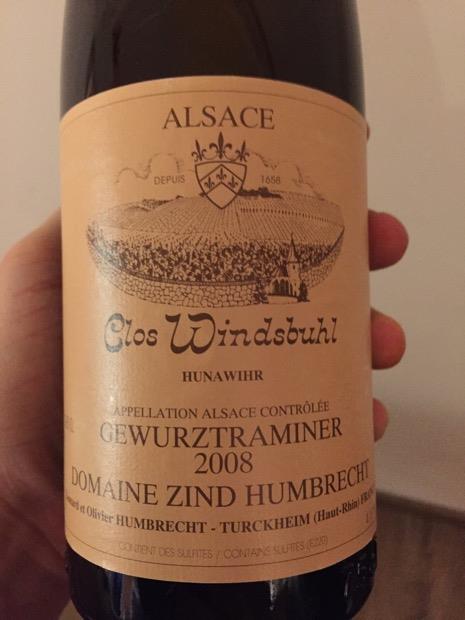 ALSACE
DEPUIS 1658
Clos Windsbuhl
HUNAWIHR
APPELLATION ALSACE CONTRÔLÉE
GEWURZTRAMINER
2008
DOMAINE ZIND HUMBRECHT
et Olivier HUMBRECHT - TURCKHEIM (Haut-Rhin)
CONTIENT DES SULFITES / CONTAINS SULFITES (E220)